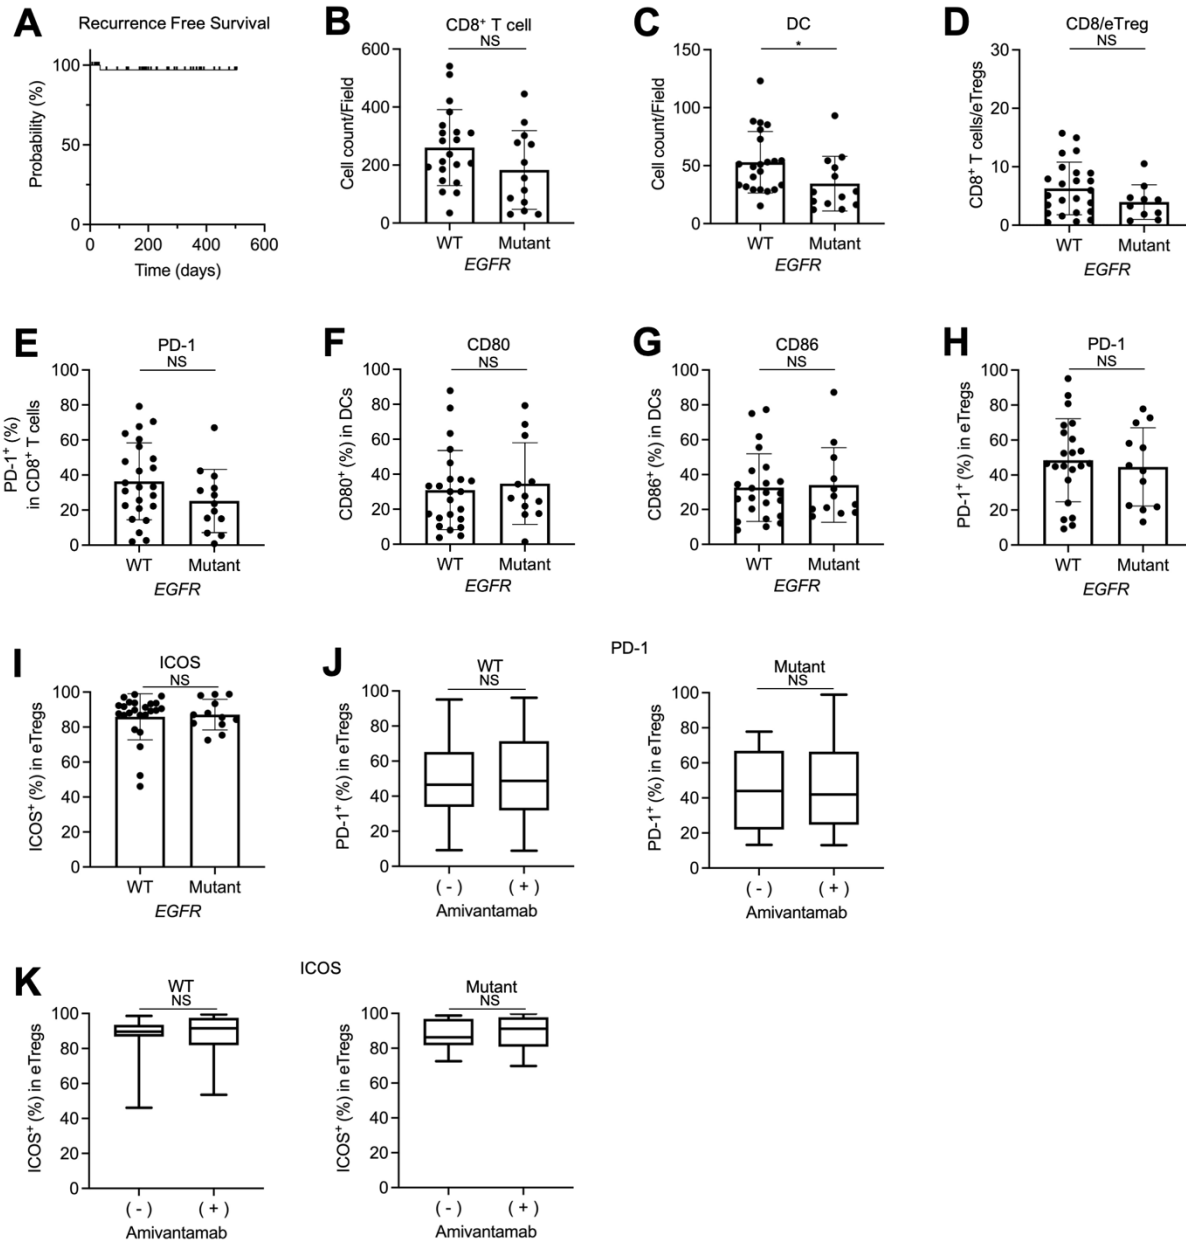 A
Recurrence Free Survival
Probability (%)
100
50
0
0
200
400
600
Time (days)
B
CD8⁺ T cell
NS
Cell count/Field
600
400
200
0
WT
Mutant
EGFR
C
DC
*
Cell count/Field
150
100
50
0
WT
Mutant
EGFR
D
CD8/eTreg
NS
CD8⁺ T cells/eTregs
30
20
10
0
WT
Mutant
EGFR
E
PD-1
NS
PD-1⁺ (%)
in CD8⁺ T cells
100
80
60
40
20
0
WT
Mutant
EGFR
F
CD80
NS
CD80⁺ (%) in DCs
100
80
60
40
20
0
WT
Mutant
EGFR
G
CD86
NS
CD86⁺ (%) in DCs
100
80
60
40
20
0
WT
Mutant
EGFR
H
PD-1
NS
PD-1⁺ (%) in eTregs
100
80
60
40
20
0
WT
Mutant
EGFR
I
ICOS
NS
ICOS⁺ (%) in eTregs
100
80
60
40
20
0
WT
Mutant
EGFR
J
PD-1
WT
NS
PD-1⁺ (%) in eTregs
100
80
60
40
20
0
( - )
( + )
Amivantamab
Mutant
NS
PD-1⁺ (%) in eTregs
100
80
60
40
20
0
( - )
( + )
Amivantamab
K
ICOS
WT
NS
ICOS⁺ (%) in eTregs
100
80
60
40
20
0
( - )
( + )
Amivantamab
Mutant
NS
ICOS⁺ (%) in eTregs
100
80
60
40
20
0
( - )
( + )
Amivantamab